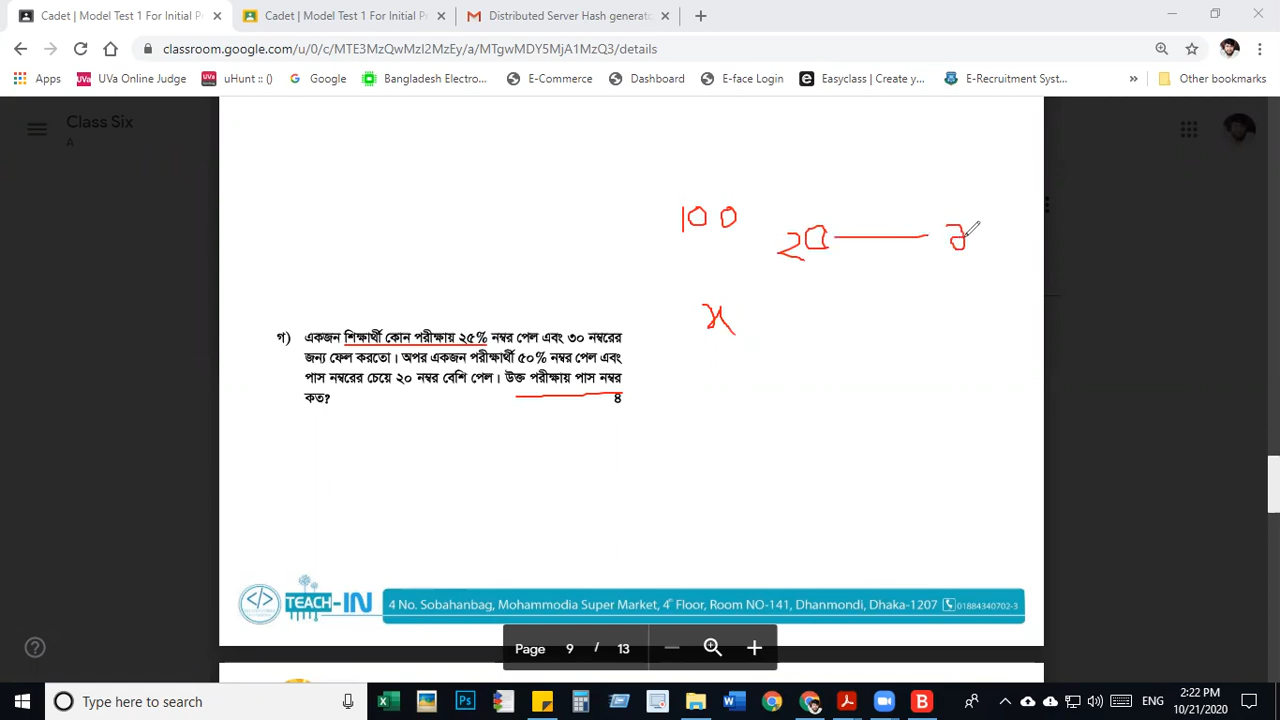 Cadet | Model Test 1 For Initial P
Cadet | Model Test 1 For Initial P
Distributed Server Hash generato
classroom.google.com/u/0/c/MTE3MzQwMzI2MzEy/a/MTgwMDY5MjA1MzQ3/details
Apps
UVa Online Judge
uHunt :: ()
Google
Bangladesh Electro...
E-Commerce
Dashboard
E-face Login
Easyclass | Create y...
E-Recruitment Syst...
»
Other bookmarks
Class Six
A
100
গ) একজন শিক্ষার্থী কোন পরীক্ষায় ২৫% নম্বর পেল এবং ৩০ নম্বরের
জন্য ফেল করতো। অপর একজন পরীক্ষার্থী ৫০% নম্বর পেল এবং
পাস নম্বরের চেয়ে ২০ নম্বর বেশি পেল। উক্ত পরীক্ষায় পাস নম্বর
কত? ৪
TEACH-IN
4 No. Sobahanbag, Mohammodia Super Market, 4th Floor, Room NO-141, Dhanmondi, Dhaka-1207 01884340702-3
Page 9 / 13
Type here to search
ENG
2:22 PM
10/21/2020